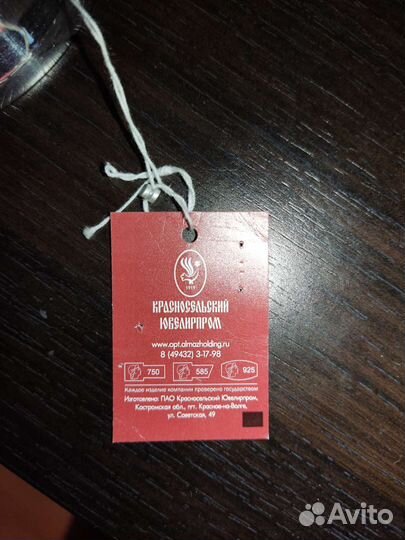 1919
КРАСНОСЕЛЬСКИЙ
ЮВЕЛИРПРОМ
www.opt.almazholding.ru
8 (49432) 3-17-98
750 585 925
Каждое изделие компании проверено государством
Изготовлено: ПАО Красносельский Ювелирпром,
Костромская обл., пгт. Красное-на-Волге,
ул. Советская, 49
Avito